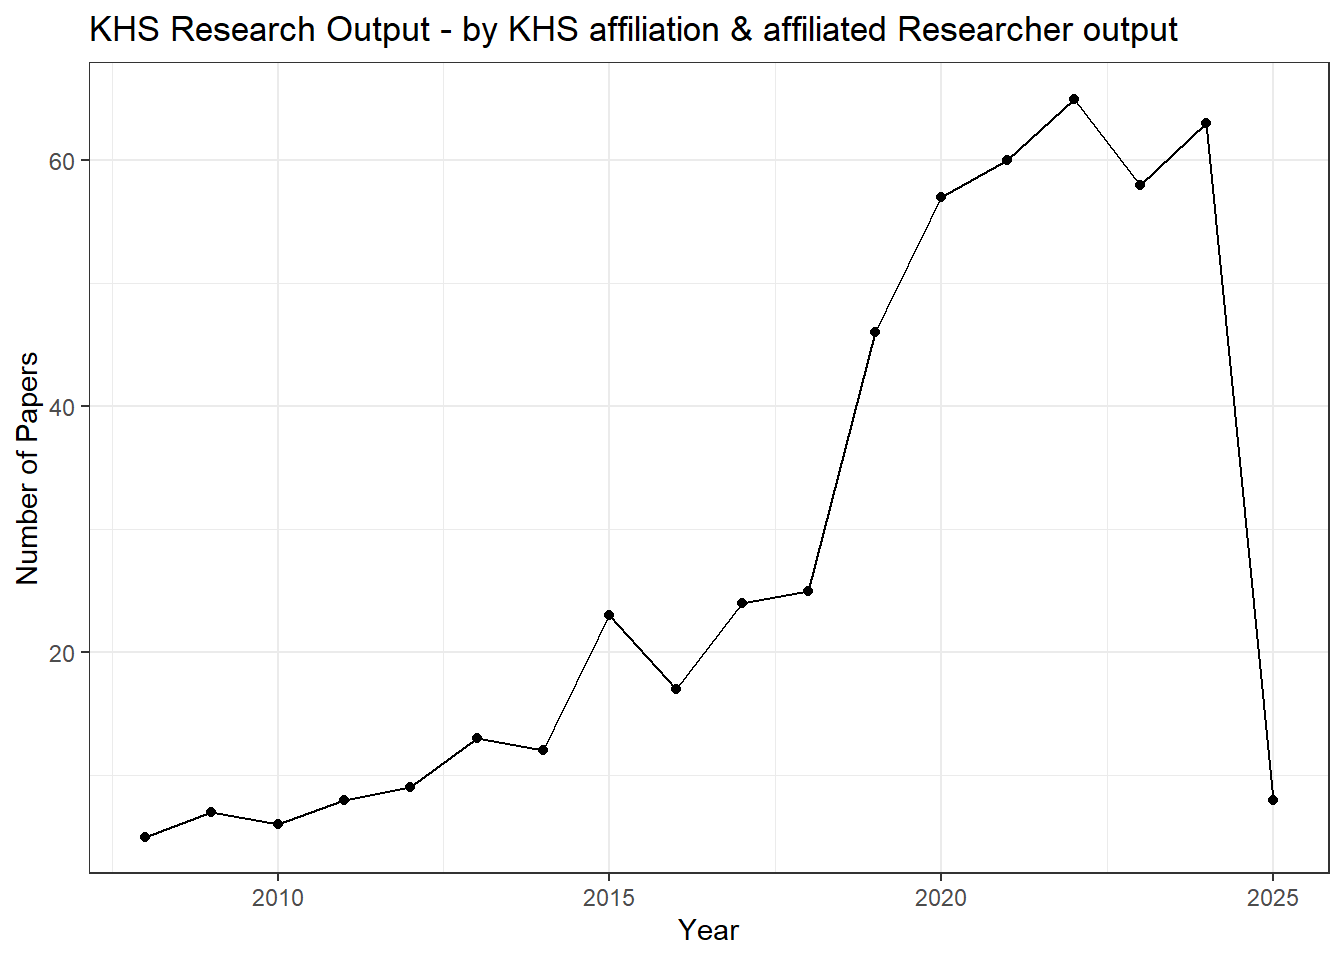 KHS Research Output - by KHS affiliation & affiliated Researcher output
Number of Papers
60
40
20
2010
2015
2020
2025
Year